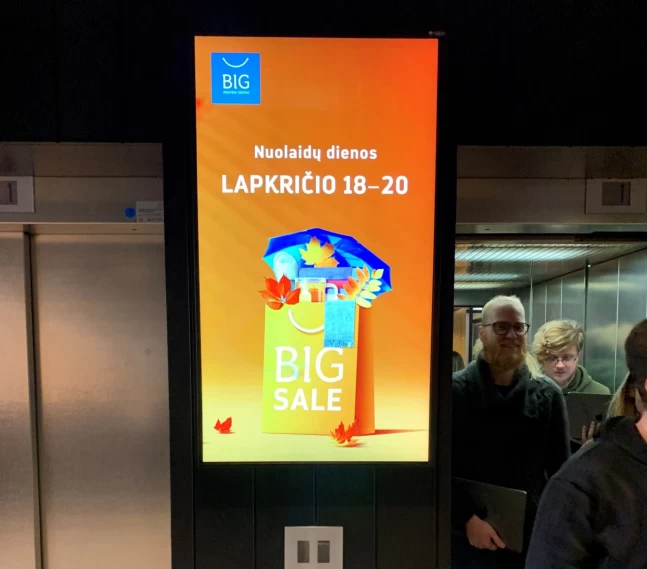 BIG
Nuolaidų dienos
LAPKRIČIO 18–20
BIG
SALE